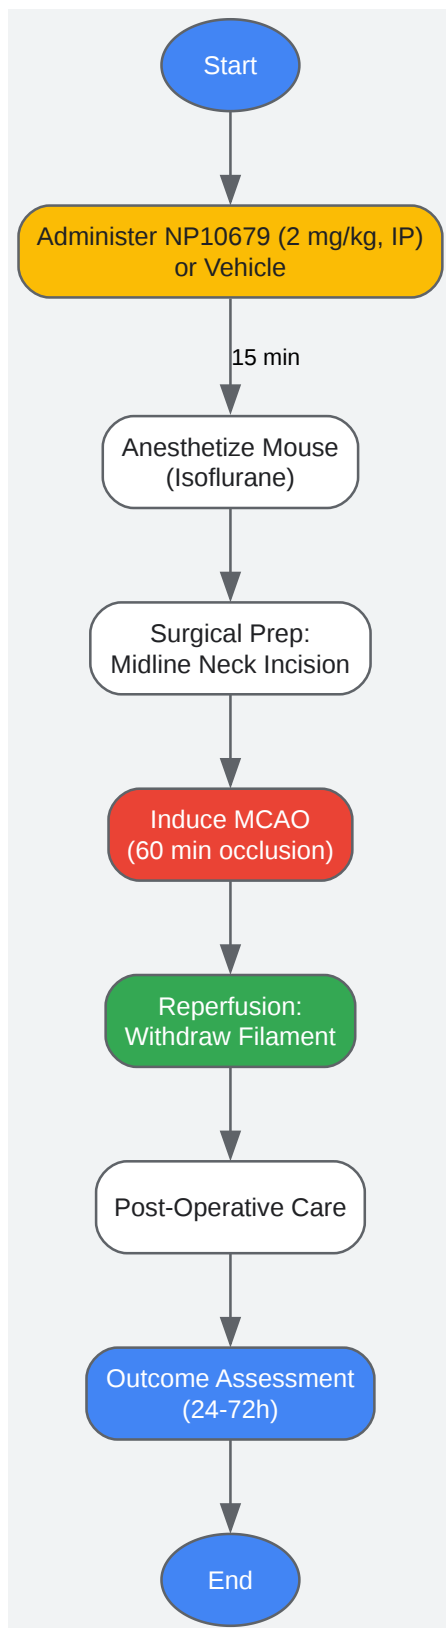 Start
Administer NP10679 (2 mg/kg, IP)
or Vehicle
15 min
Anesthetize Mouse
(Isoflurane)
Surgical Prep:
Midline Neck Incision
Induce MCAO
(60 min occlusion)
Reperfusion:
Withdraw Filament
Post-Operative Care
Outcome Assessment
(24-72h)
End